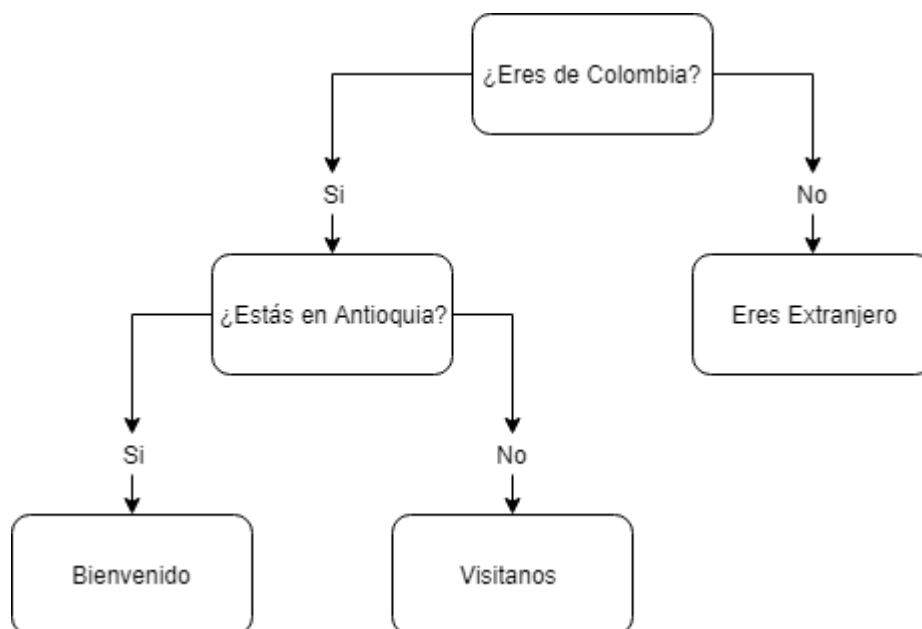 ¿Eres de Colombia?
Si
No
¿Estás en Antioquia?
Eres Extranjero
Si
No
Bienvenido
Visitanos